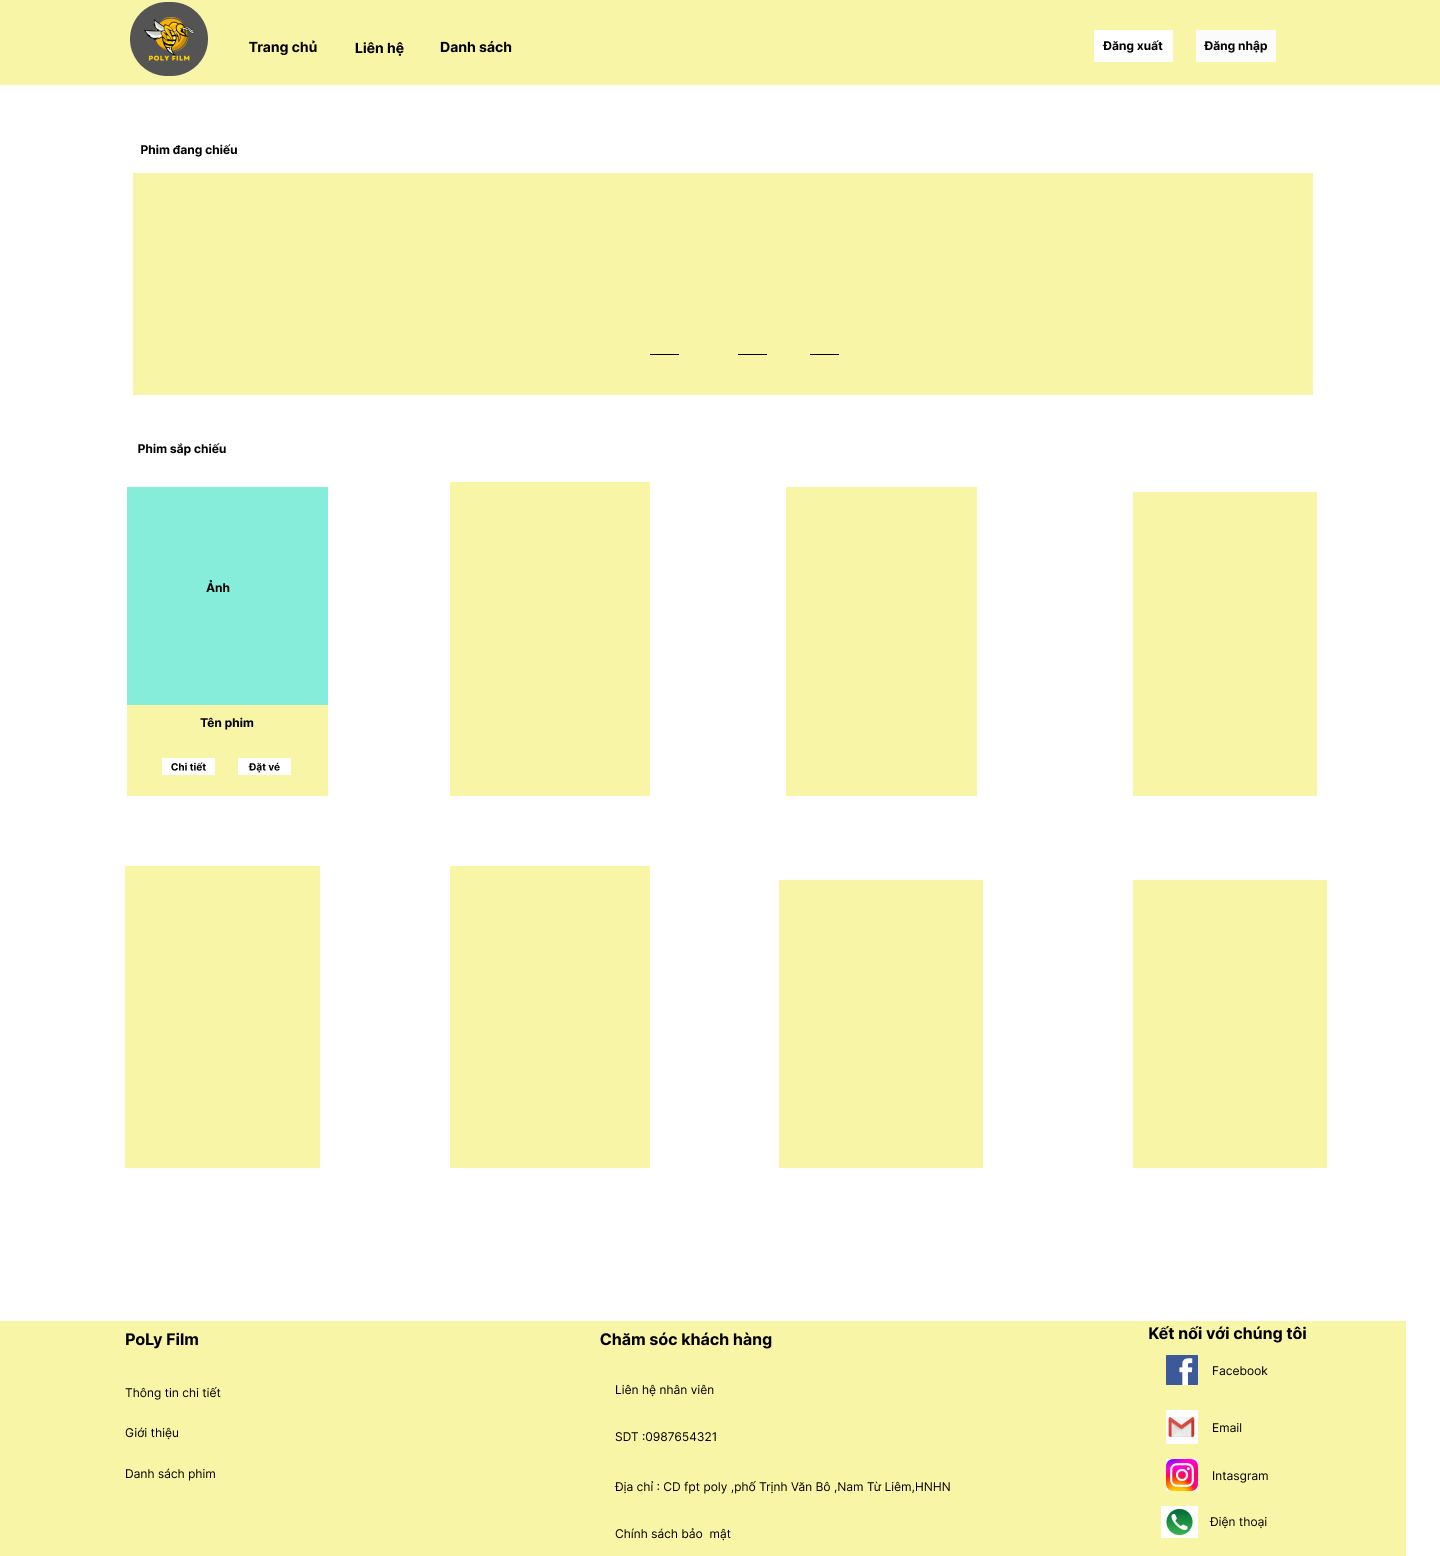 POLY FILM
Trang chủ
Liên hệ
Danh sách
Đăng xuất
Đăng nhập
Phim đang chiếu
Phim sắp chiếu
Ảnh
Tên phim
Chi tiết
Đặt vé
PoLy Film
Thông tin chi tiết
Giới thiệu
Danh sách phim
Chăm sóc khách hàng
Liên hệ nhân viên
SDT :0987654321
Địa chỉ : CD fpt poly ,phố Trịnh Văn Bô ,Nam Từ Liêm,HNHN
Chính sách bảo  mật
Kết nối với chúng tôi
Facebook
Email
Intasgram
Điện thoại